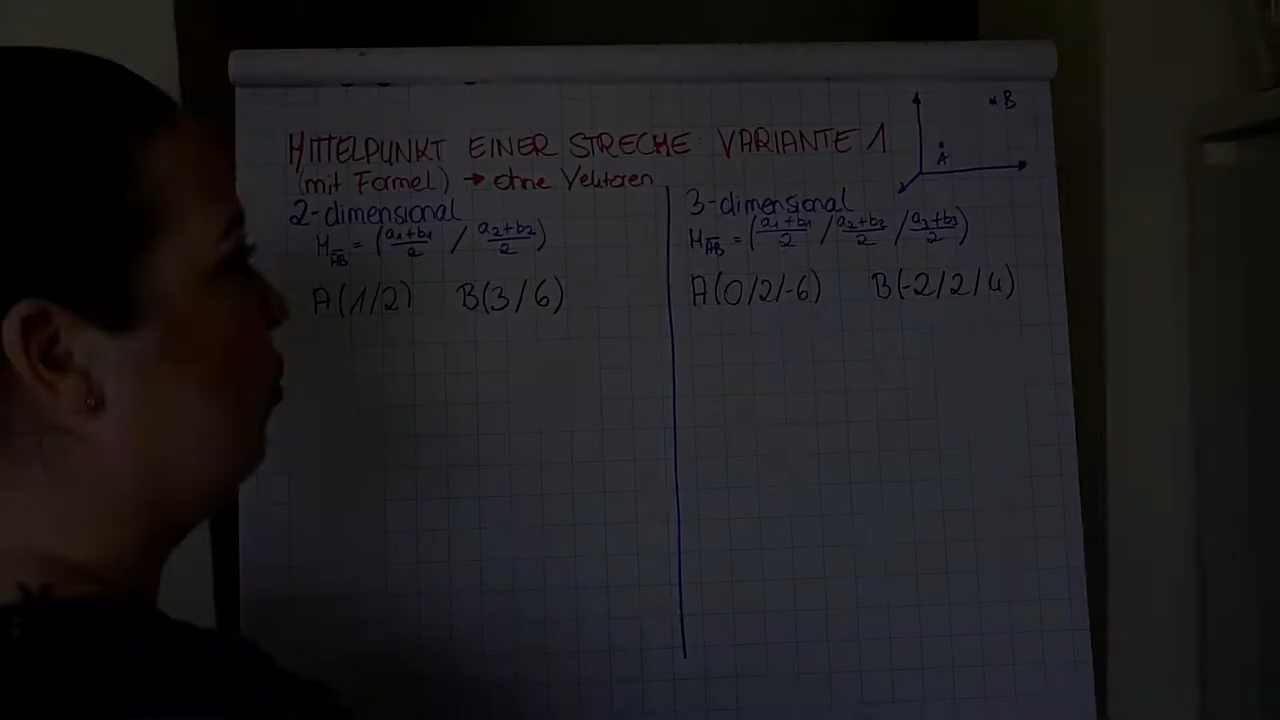 MITTELPUNKT EINER STRECKE: VARIANTE 1
(mit Formel) → ohne Vektoren
2-dimensional
M_AB = (a1+b1/2 / a2+b2/2)
A(1/2) B(3/6)
3-dimensional
M_AB = (a1+b1/2 / a2+b2/2 / a3+b3/2)
A(0/2/-6) B(-2/2/4)
B
A